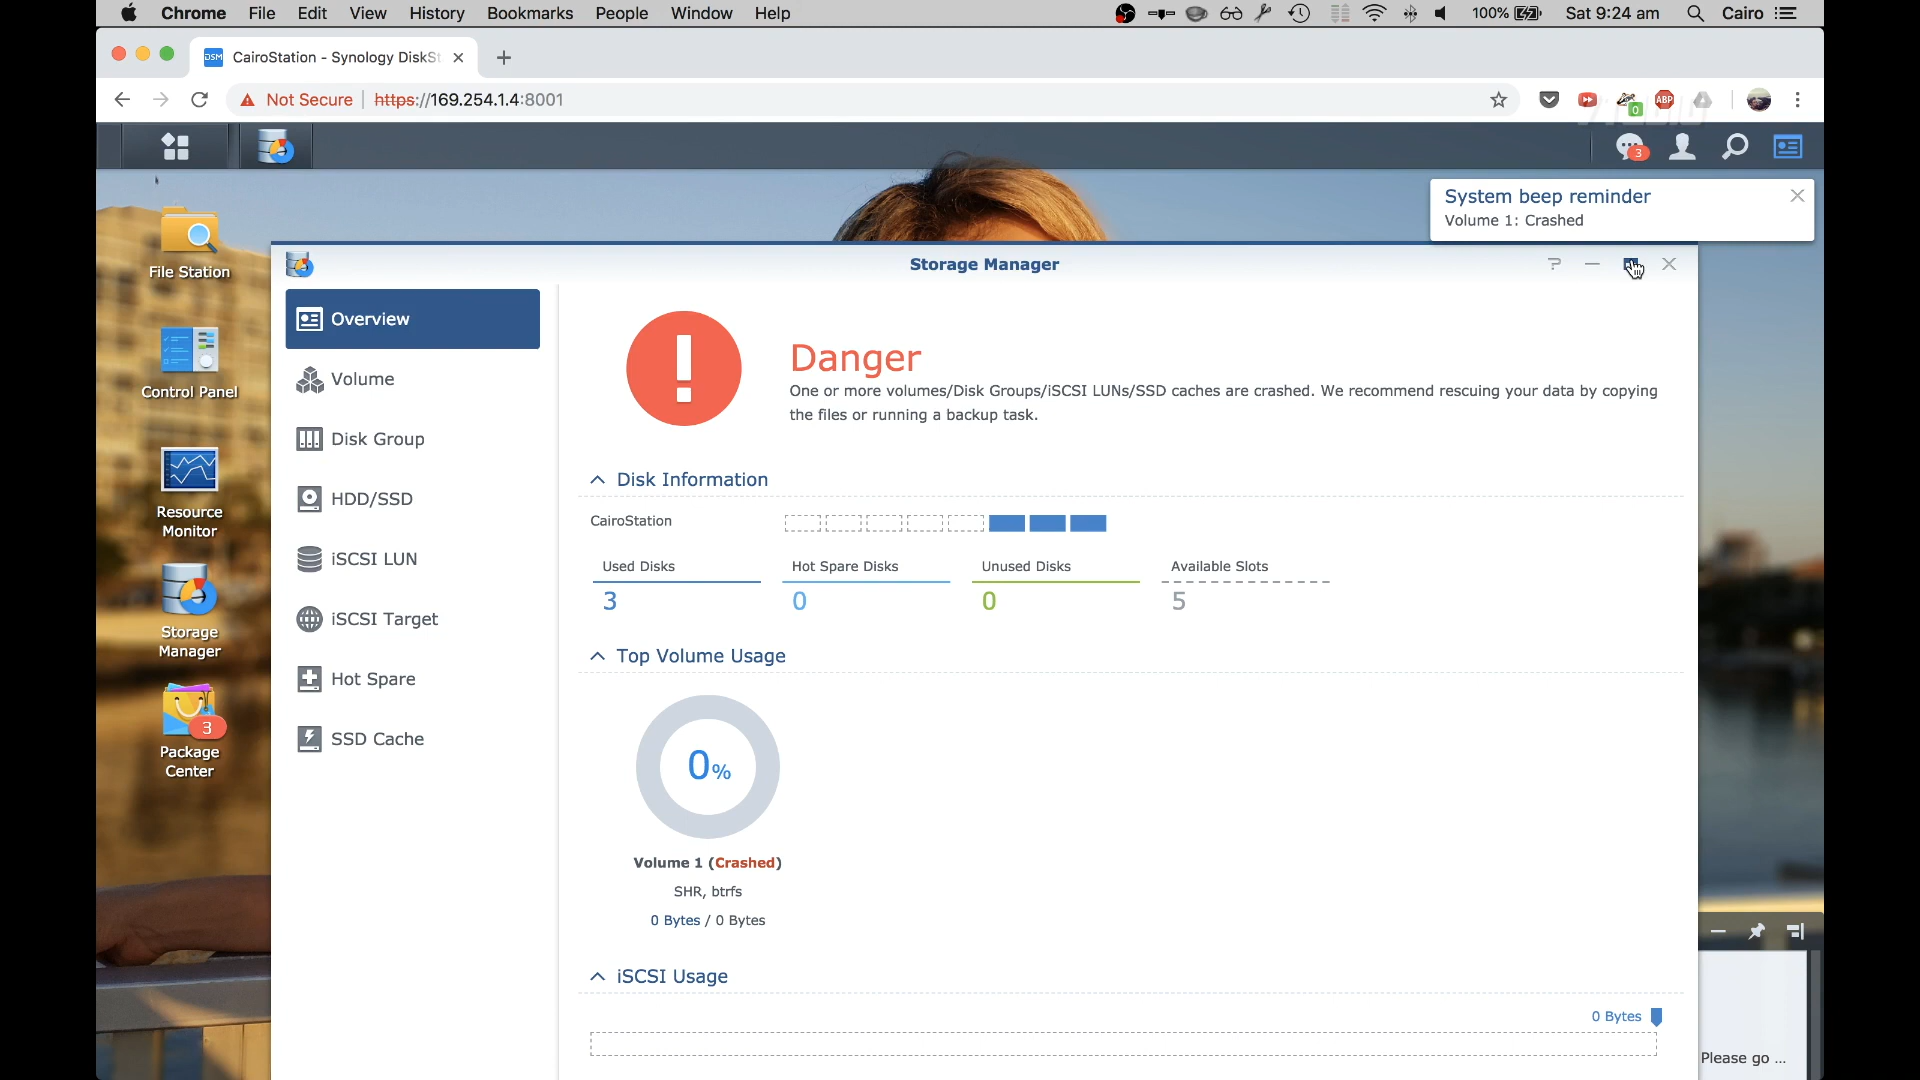 Chrome File Edit View History Bookmarks People Window Help
100% Sat 9:24 am Cairo
DSM CairoStation - Synology DiskSt
Not Secure https://169.254.1.4:8001
0 ABP
3
System beep reminder
Volume 1: Crashed
File Station
Control Panel
Resource
Monitor
Storage
Manager
3
Package
Center
Storage Manager
?
Overview
Volume
Disk Group
HDD/SSD
iSCSI LUN
iSCSI Target
Hot Spare
SSD Cache
Danger
One or more volumes/Disk Groups/iSCSI LUNs/SSD caches are crashed. We recommend rescuing your data by copying
the files or running a backup task.
Disk Information
CairoStation
Used Disks Hot Spare Disks Unused Disks Available Slots
3 0 0 5
Top Volume Usage
0%
Volume 1 (Crashed)
SHR, btrfs
0 Bytes / 0 Bytes
iSCSI Usage
0 Bytes
Please go ...